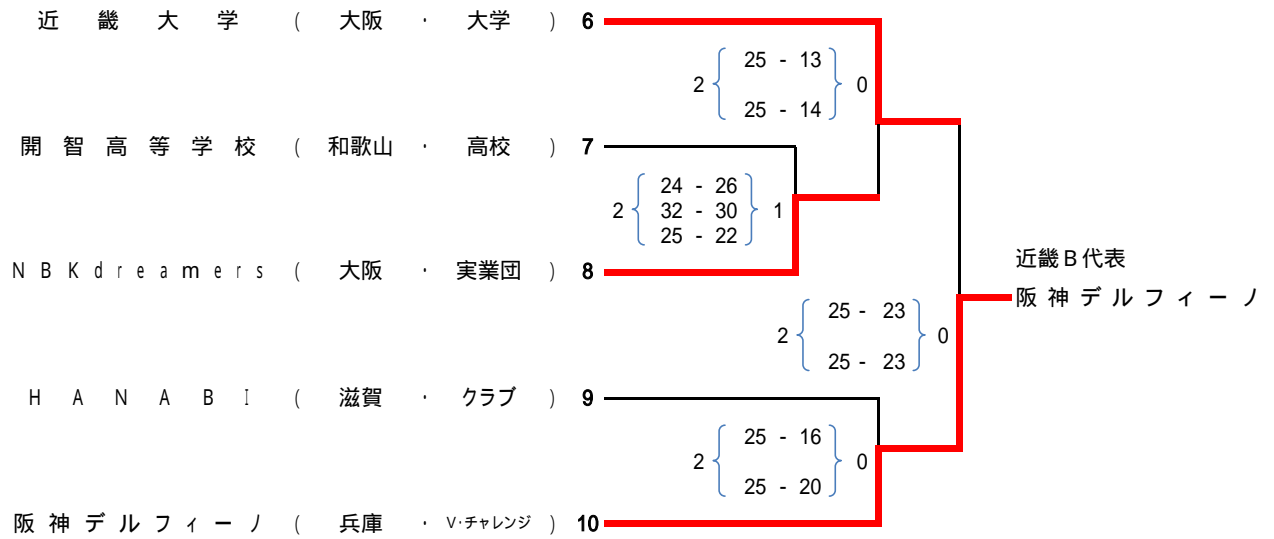 近畿大学 ( 大阪 ・ 大学 ) 6
2 { 25 - 13 } 0
25 - 14
開智高等学校 ( 和歌山 ・ 高校 ) 7
24 - 26
2 { 32 - 30 } 1
25 - 22
NBKdreamers ( 大阪 ・ 実業団 ) 8
近畿B代表
阪神デルフィーノ
2 { 25 - 23 } 0
25 - 23
HANABI ( 滋賀 ・ クラブ ) 9
2 { 25 - 16 } 0
25 - 20
阪神デルフィーノ ( 兵庫 ・ V・チャレンジ ) 10